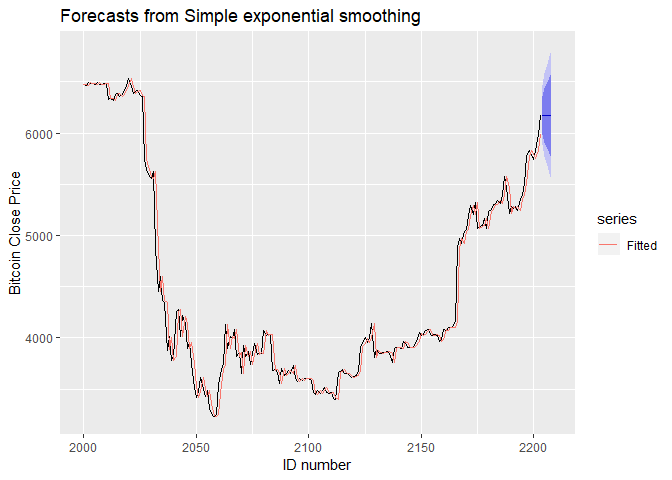 Forecasts from Simple exponential smoothing
Bitcoin Close Price
6000
5000
4000
series
Fitted
2000 2050 2100 2150 2200
ID number